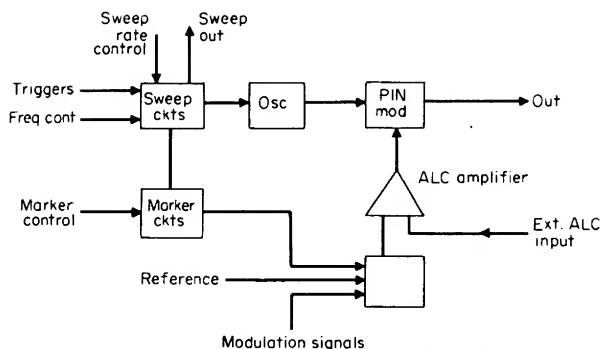 Sweep
rate
control
Sweep
out
Triggers
Freq cont
Sweep
ckts
Osc
PIN
mod
Out
ALC amplifier
Marker
control
Marker
ckts
Ext. ALC
input
Reference
Modulation signals